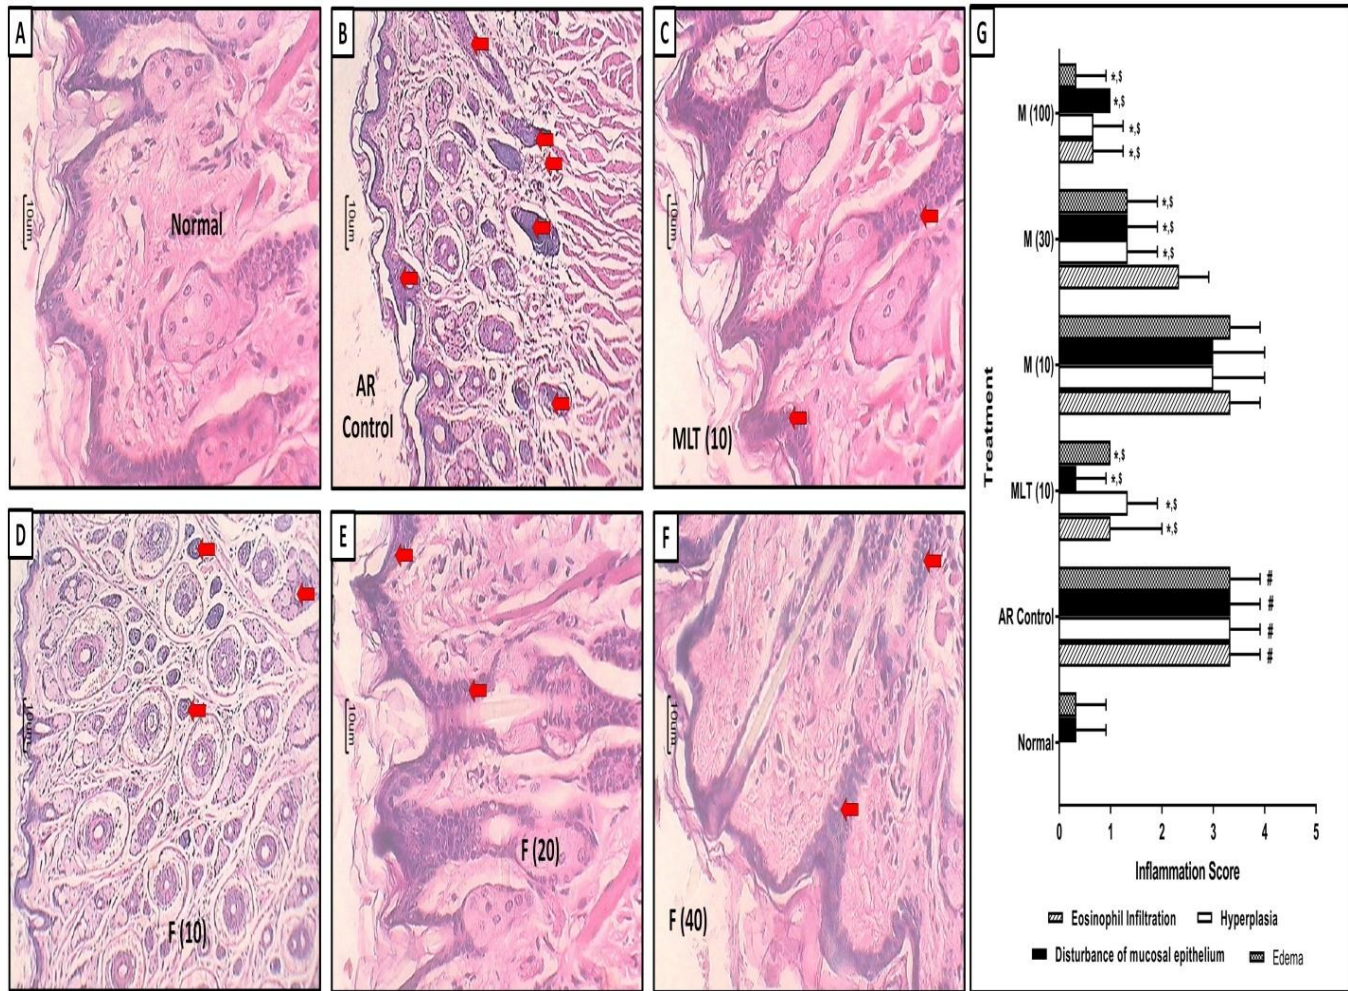 A
Normal
10um
B
AR
Control
10um
C
MLT (10)
10um
D
F (10)
10um
E
F (20)
10um
F
F (40)
10um
G
Treatment
M (100)
*,$
*,$
*,$
*,$
M (30)
*,$
*,$
*,$
M (10)
MLT (10)
*,$
*,$
*,$
*,$
AR Control
#
#
#
#
Normal
0 1 2 3 4 5
Inflammation Score
Eosinophil Infiltration Hyperplasia
Disturbance of mucosal epithelium Edema